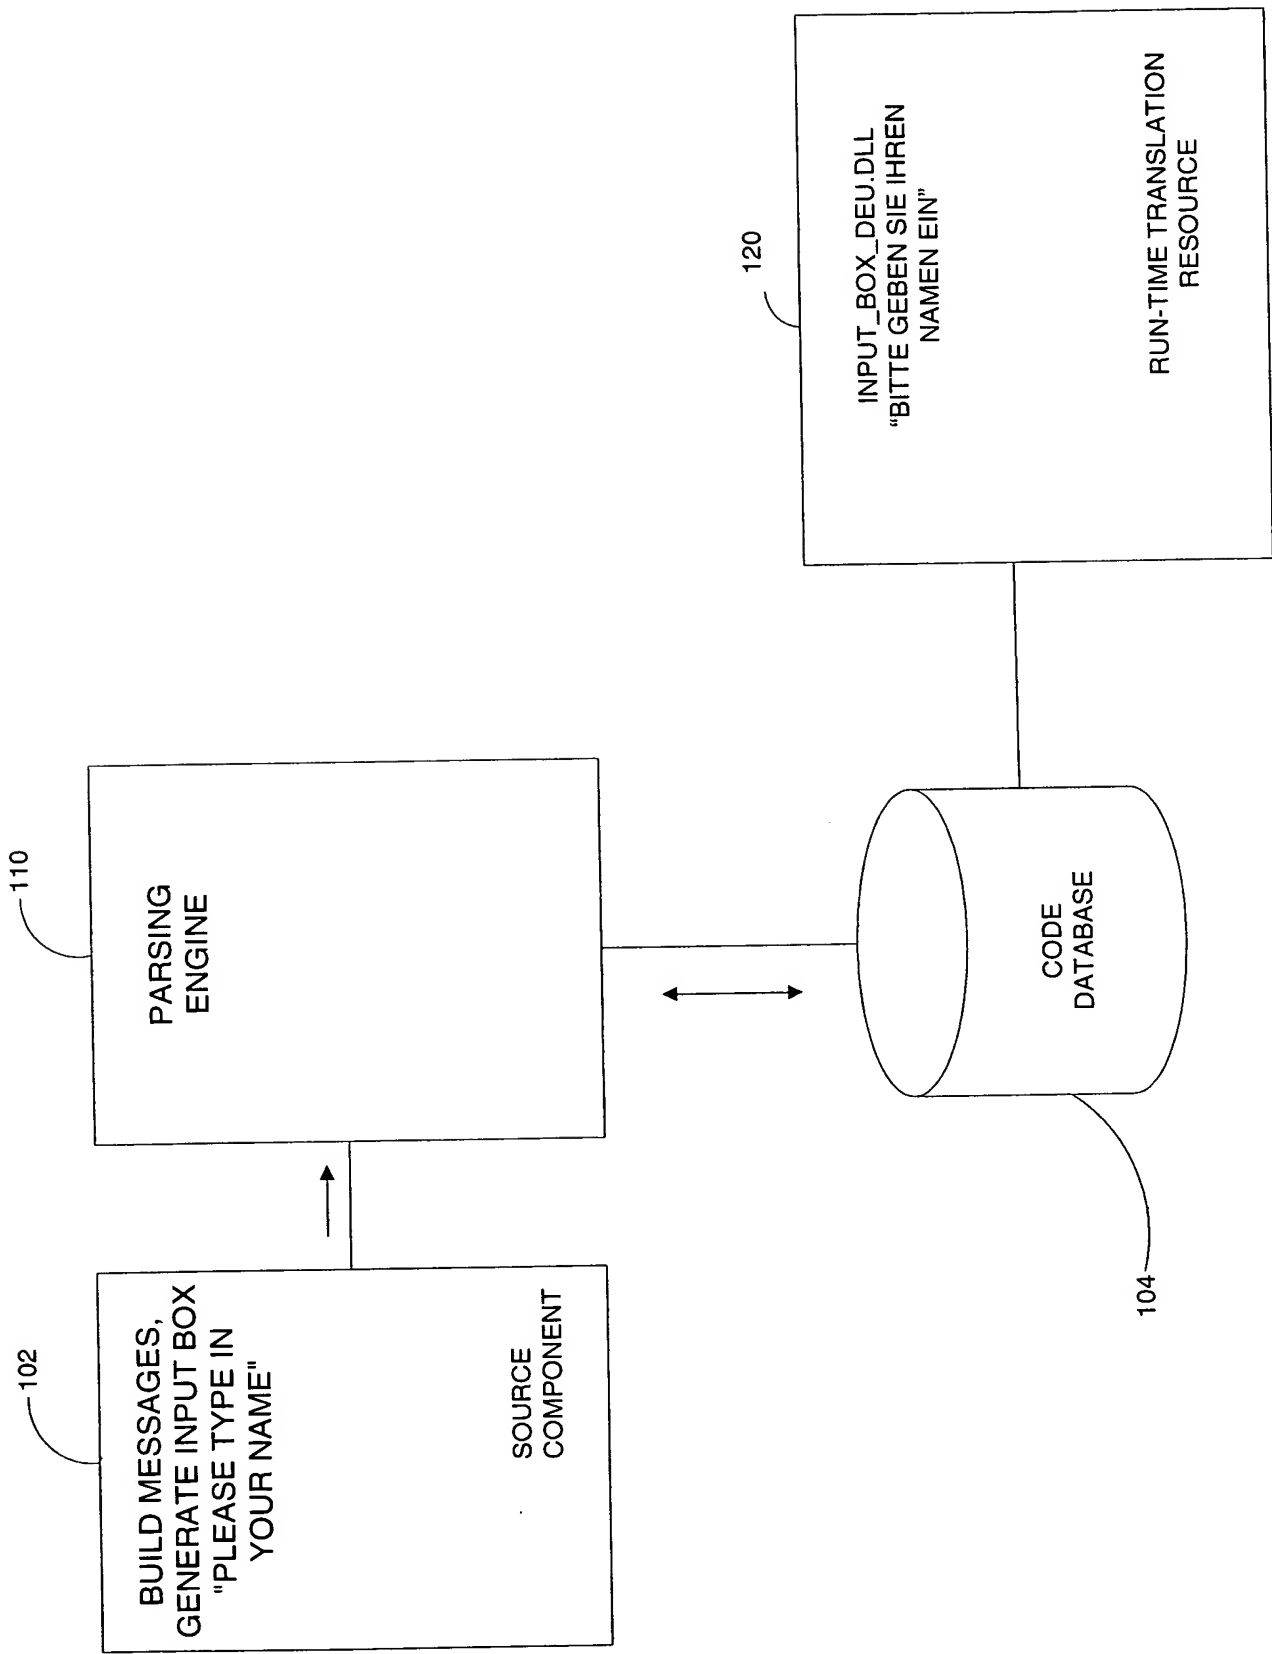 102
BUILD MESSAGES,
GENERATE INPUT BOX
"PLEASE TYPE IN
YOUR NAME"
SOURCE
COMPONENT
110
PARSING
ENGINE
104
CODE
DATABASE
120
INPUT_BOX_DEU.DLL
“BITTE GEBEN SIE IHREN
NAMEN EIN”
RUN-TIME TRANSLATION
RESOURCE